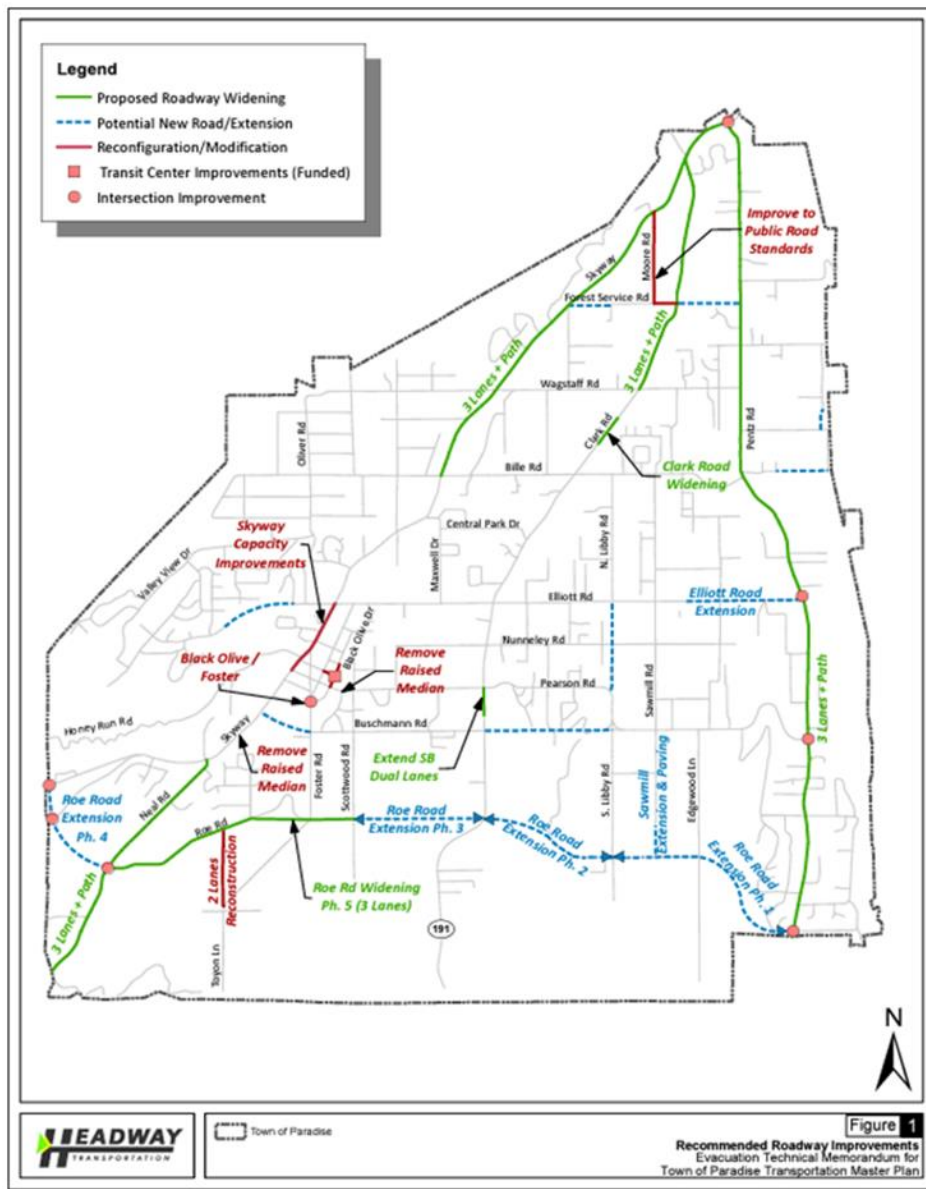 Legend
Proposed Roadway Widening
Potential New Road/Extension
Reconfiguration/Modification
Transit Center Improvements (Funded)
Intersection Improvement
Improve to
Public Road
Standards
Moore Rd
Skyway
Forest Service Rd
3 Lanes + Path
3 Lanes + Path
Wagstaff Rd
Oliver Rd
Clark Rd
Pentz Rd
Bille Rd
Clark Road
Widening
Skyway
Capacity
Improvements
Central Park Dr
Maxwell Dr
N. Libby Rd
Valley View Dr
Elliott Rd
Elliott Road
Extension
Black Olive Dr
Nunneley Rd
Black Olive /
Foster
Remove
Raised
Median
Pearson Rd
Sawmill Rd
Honey Run Rd
Skyway
Buschmann Rd
3 Lanes + Path
Remove
Raised
Median
Extend SB
Dual Lanes
Foster Rd
Scottwood Rd
S. Libby Rd
Sawmill
Extension & Paving
Edgewood Ln
Roe Road
Extension
Ph. 4
Neal Rd
Roe Rd
Roe Road
Extension Ph. 3
Roe Road
Extension Ph. 2
Roe Road
Extension Ph. 1
3 Lanes + Path
2 Lanes
Reconstruction
Roe Rd Widening
Ph. 5 (3 Lanes)
191
Toyon Ln
N
HEADWAY
TRANSPORTATION
Town of Paradise
Figure 1
Recommended Roadway Improvements
Evacuation Technical Memorandum for
Town of Paradise Transportation Master Plan